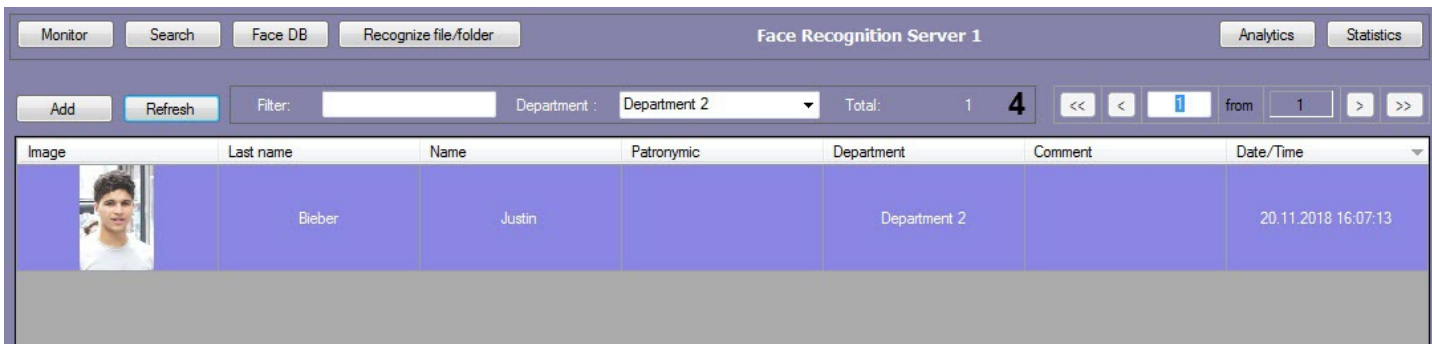 Monitor Search Face DB Recognize file/folder Face Recognition Server 1 Analytics Statistics
Add Refresh Filter: Department : Department 2 Total: 1 4 << < 1 from 1 > >>
Image Last name Name Patronymic Department Comment Date/Time
Bieber Justin Department 2 20.11.2018 16:07:13